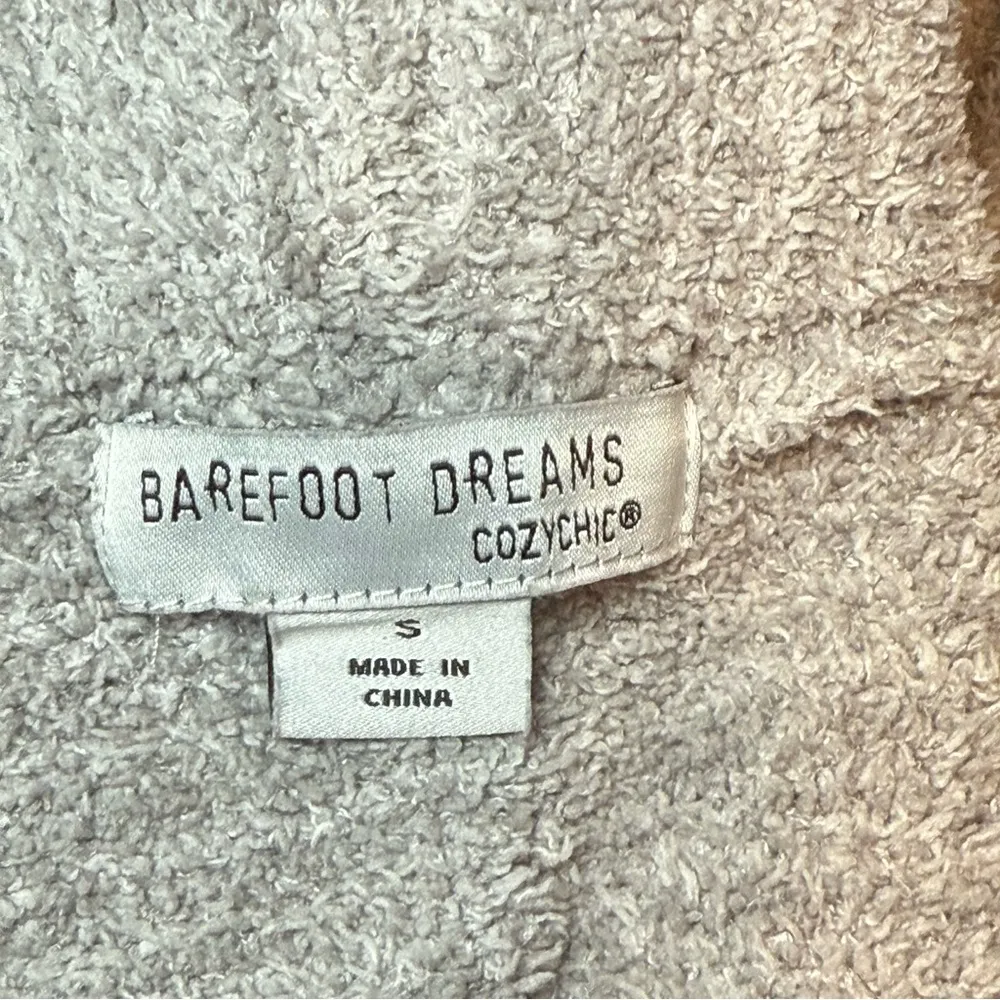 BAREFOOT DREAMS
COZYCHIC®
S
MADE IN
CHINA